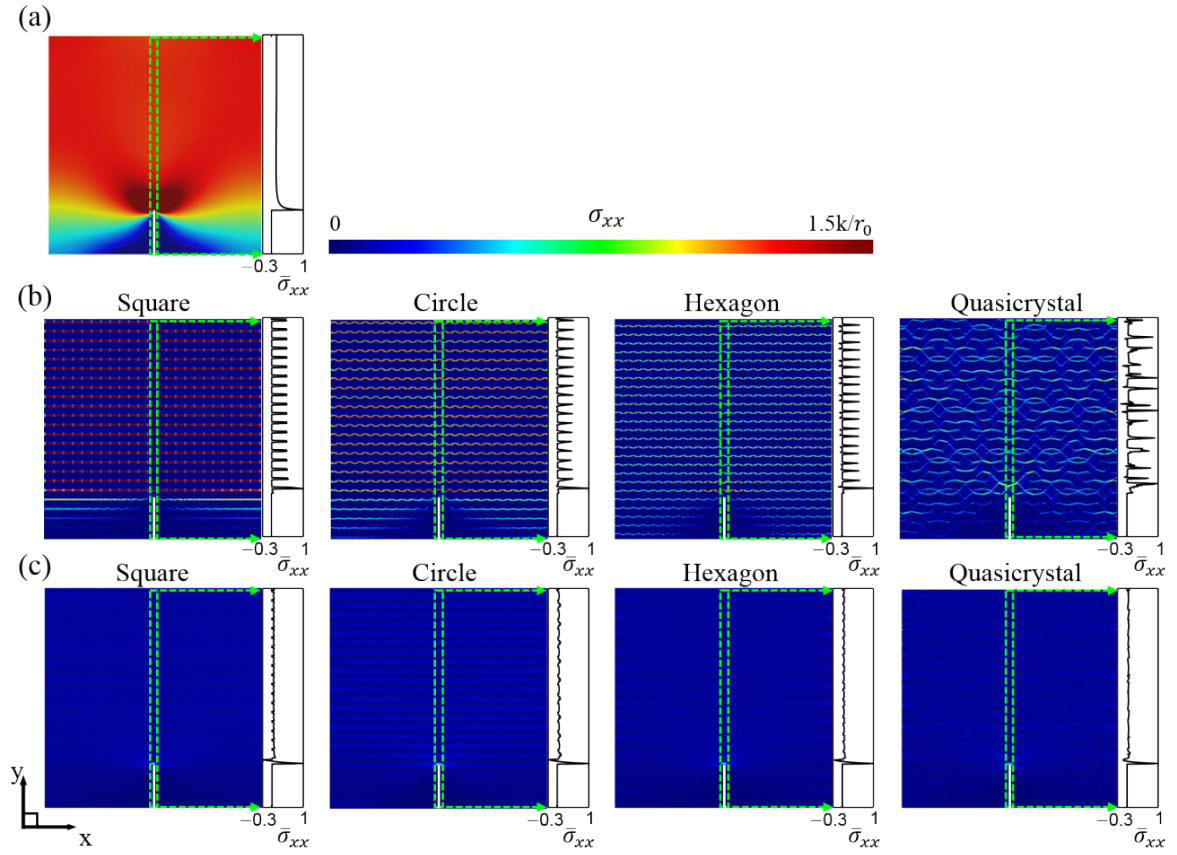 (a)
−0.3 1
σ̄xx
0 σxx 1.5k/r0
(b)
Square Circle Hexagon Quasicrystal
−0.3 1 −0.3 1 −0.3 1 −0.3 1
σ̄xx σ̄xx σ̄xx σ̄xx
(c)
Square Circle Hexagon Quasicrystal
y
x
−0.3 1 −0.3 1 −0.3 1 −0.3 1
σ̄xx σ̄xx σ̄xx σ̄xx